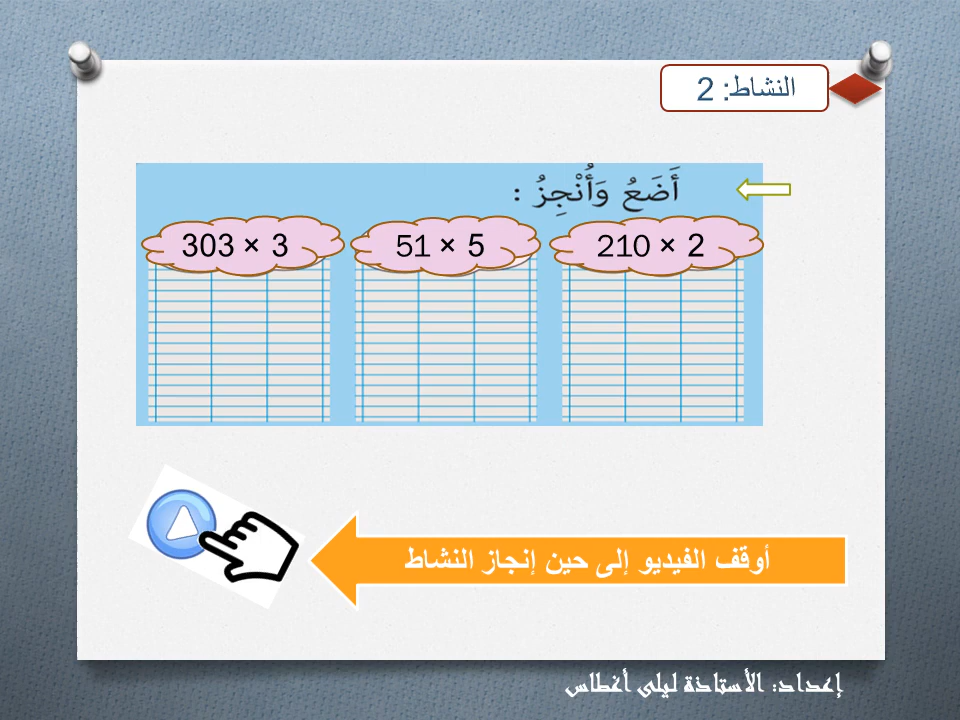 النشاط: 2
أَضَعُ وَأُنْجِزُ :
210 × 2
51 × 5
303 × 3
أوقف الفيديو إلى حين إنجاز النشاط
إعداد: الأستاذة ليلى أغطاس